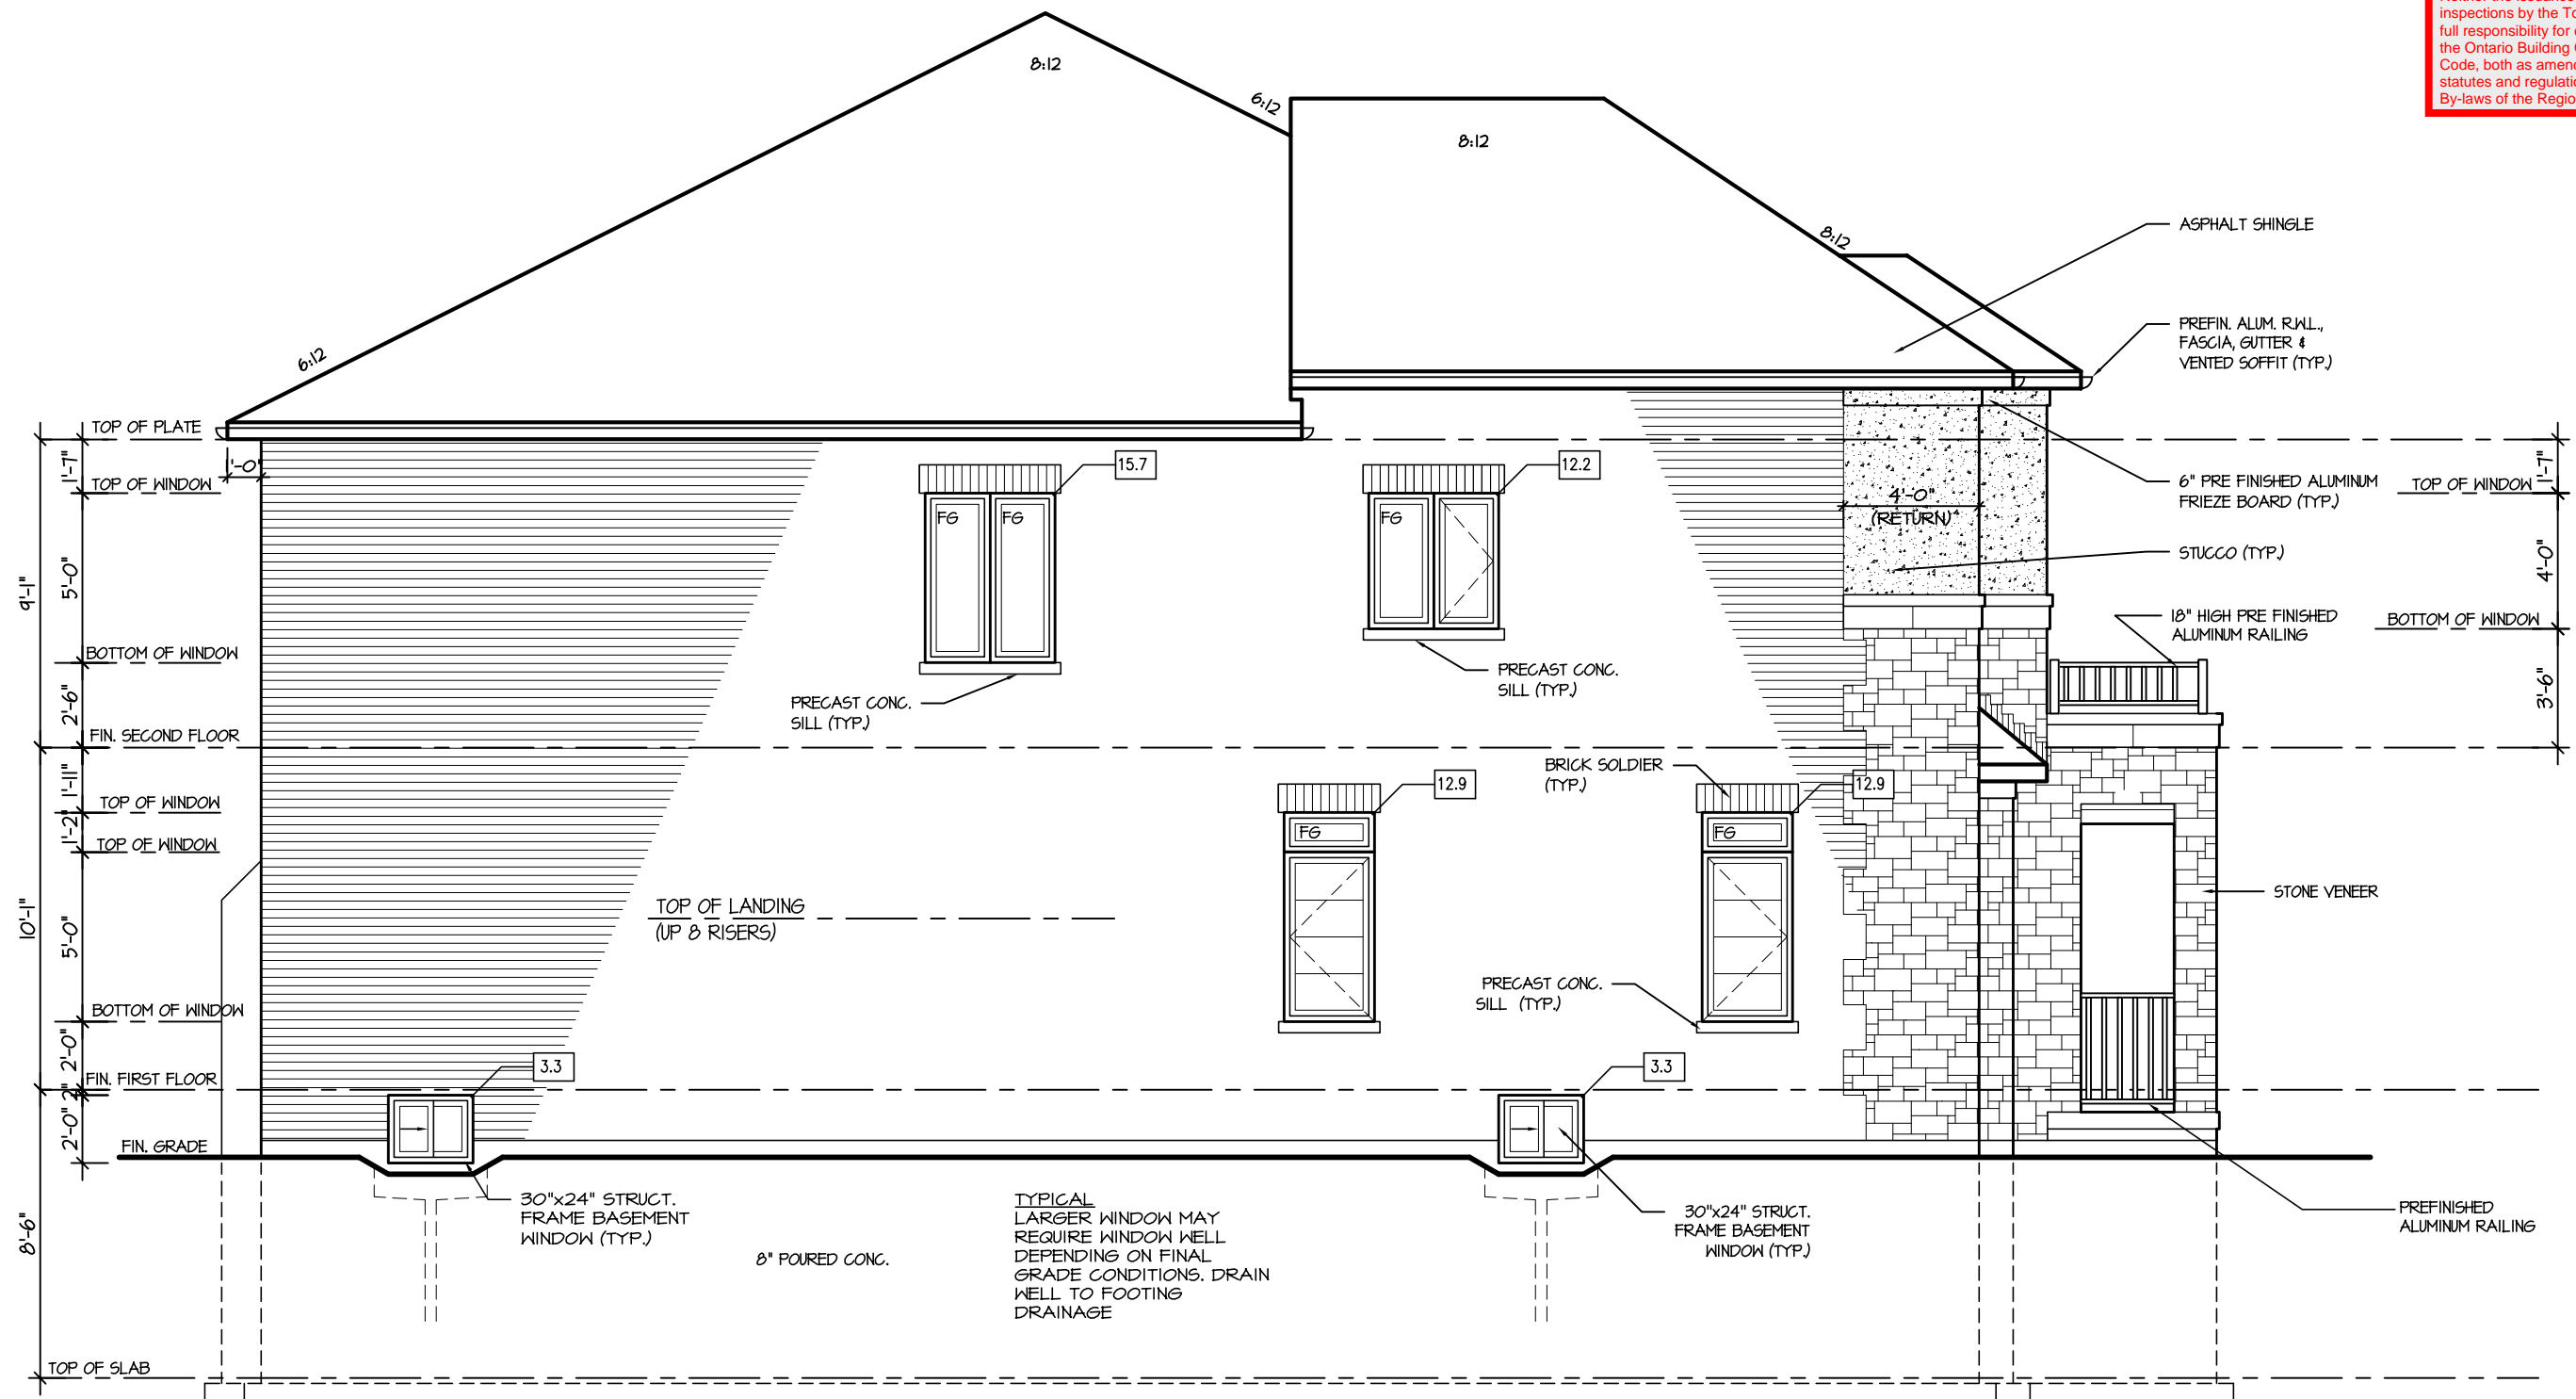 inspections by the To
full responsibility for
the Ontario Building
Code, both as amen
statutes and regulati
By-laws of the Regio
8:12
6:12
8:12
8:12
6:12
ASPHALT SHINGLE
PREFIN. ALUM. R.W.L.,
FASCIA, GUTTER &
VENTED SOFFIT (TYP.)
TOP OF PLATE
1'-0"
1'-7"
TOP OF WINDOW
15.7
12.2
FG FG
FG
4'-0"
(RETURN)
6" PRE FINISHED ALUMINUM
FRIEZE BOARD (TYP.)
TOP OF WINDOW
1'-7"
STUCCO (TYP.)
4'-0"
9'-1"
5'-0"
18" HIGH PRE FINISHED
ALUMINUM RAILING
BOTTOM OF WINDOW
BOTTOM OF WINDOW
PRECAST CONC.
SILL (TYP.)
PRECAST CONC.
SILL (TYP.)
2'-6"
3'-6"
FIN. SECOND FLOOR
BRICK SOLDIER
(TYP.)
12.9
12.9
1'-11"
TOP OF WINDOW
1'-2"
TOP OF WINDOW
FG
FG
STONE VENEER
TOP OF LANDING
(UP 8 RISERS)
10'-1"
5'-0"
PRECAST CONC.
SILL (TYP.)
BOTTOM OF WINDOW
2'-0"
3.3
3.3
FIN. FIRST FLOOR
2"
2'-0"
FIN. GRADE
30"x24" STRUCT.
FRAME BASEMENT
WINDOW (TYP.)
8" POURED CONC.
TYPICAL
LARGER WINDOW MAY
REQUIRE WINDOW WELL
DEPENDING ON FINAL
GRADE CONDITIONS. DRAIN
WELL TO FOOTING
DRAINAGE
30"x24" STRUCT.
FRAME BASEMENT
WINDOW (TYP.)
PREFINISHED
ALUMINUM RAILING
8'-6"
TOP OF SLAB